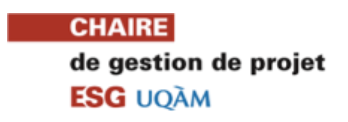 CHAIRE
de gestion de projet
ESG UQÀM